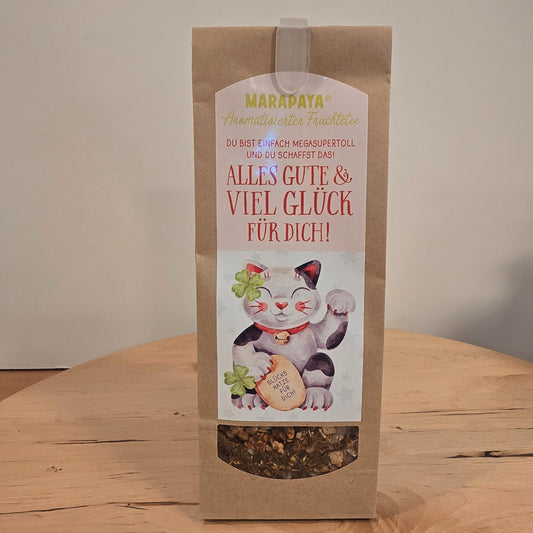 MARAPAYA®
Aromatisierter Früchtetee
DU BIST EINFACH MEGASUPERTOLL
UND DU SCHAFFST DAS!
ALLES GUTE &
VIEL GLÜCK
FÜR DICH!
GLÜCKS
KATZE
FÜR
DICH!